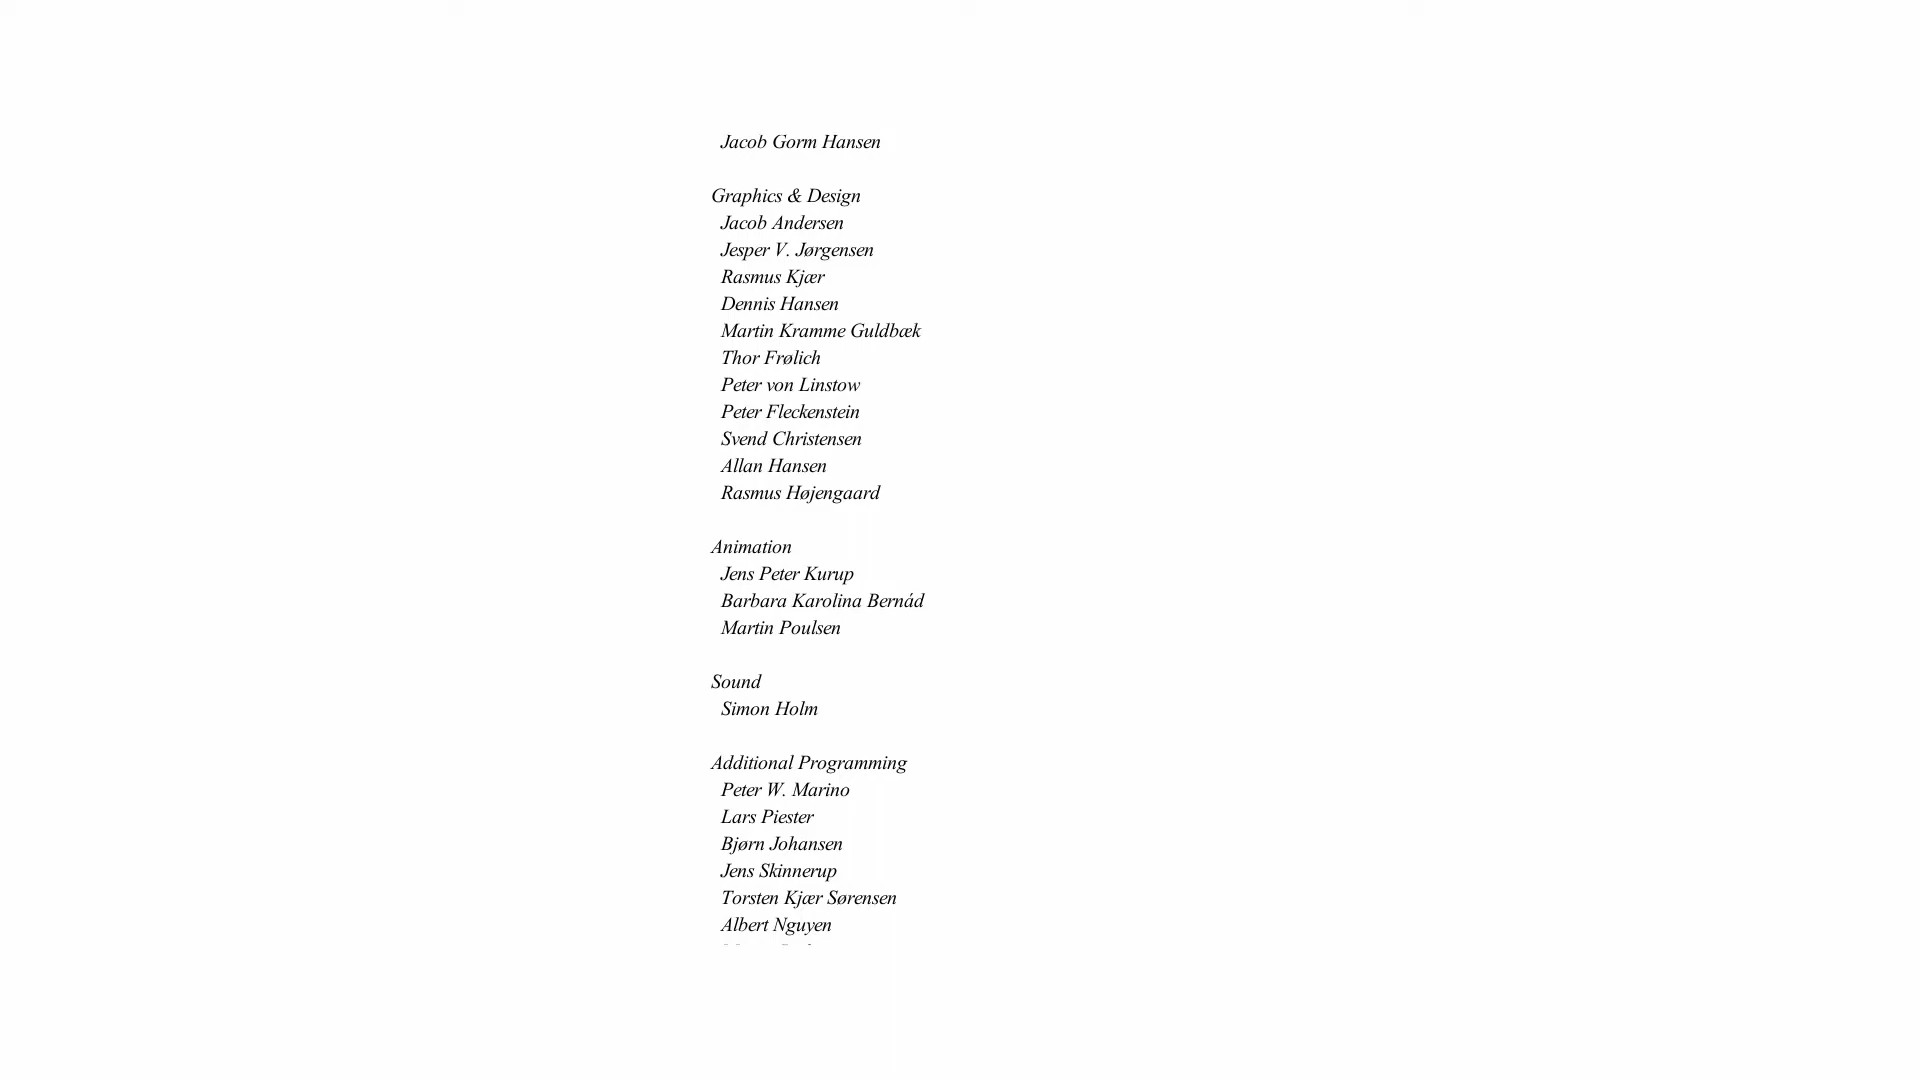 Jacob Gorm Hansen
Graphics & Design
Jacob Andersen
Jesper V. Jørgensen
Rasmus Kjær
Dennis Hansen
Martin Kramme Guldbæk
Thor Frølich
Peter von Linstow
Peter Fleckenstein
Svend Christensen
Allan Hansen
Rasmus Højengaard
Animation
Jens Peter Kurup
Barbara Karolina Bernád
Martin Poulsen
Sound
Simon Holm
Additional Programming
Peter W. Marino
Lars Piester
Bjørn Johansen
Jens Skinnerup
Torsten Kjær Sørensen
Albert Nguyen